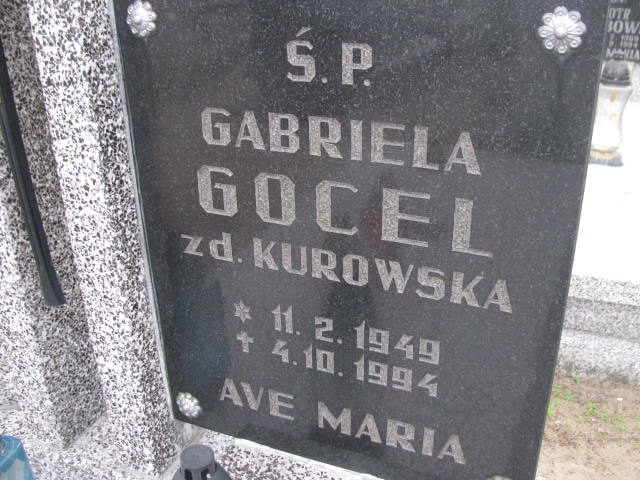 Ś.P.
GABRIELA
GOCEL
zd. KUROWSKA
* 11. 2. 1949
† 4. 10. 1994
AVE MARIA